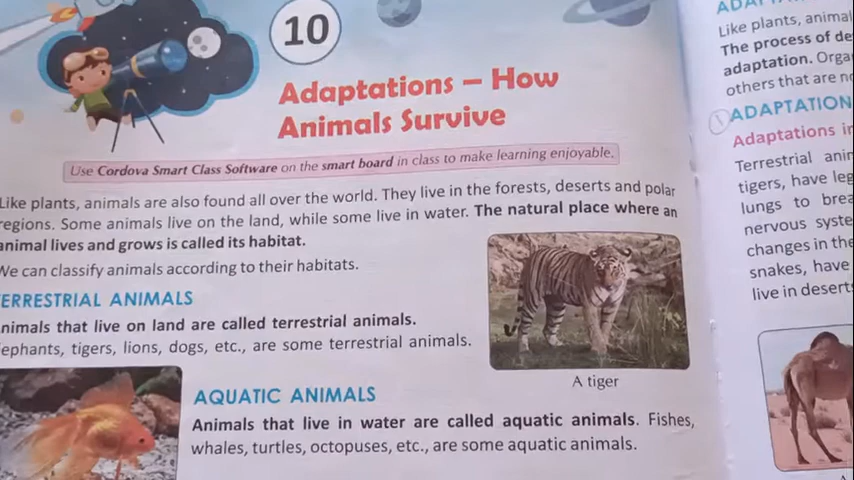 10
Adaptations – How
Animals Survive
Use Cordova Smart Class Software on the smart board in class to make learning enjoyable.
Like plants, animals are also found all over the world. They live in the forests, deserts and polar
regions. Some animals live on the land, while some live in water. The natural place where an
animal lives and grows is called its habitat.
We can classify animals according to their habitats.
ERRESTRIAL ANIMALS
nimals that live on land are called terrestrial animals.
ephants, tigers, lions, dogs, etc., are some terrestrial animals.
A tiger
AQUATIC ANIMALS
Animals that live in water are called aquatic animals. Fishes,
whales, turtles, octopuses, etc., are some aquatic animals.
Like plants, animal
The process of
adaptation.
others that are
ADAPTATION
Adaptations
Terrestrial
tigers, have
lungs to
nervous
changes in the
snakes, have
live in desert